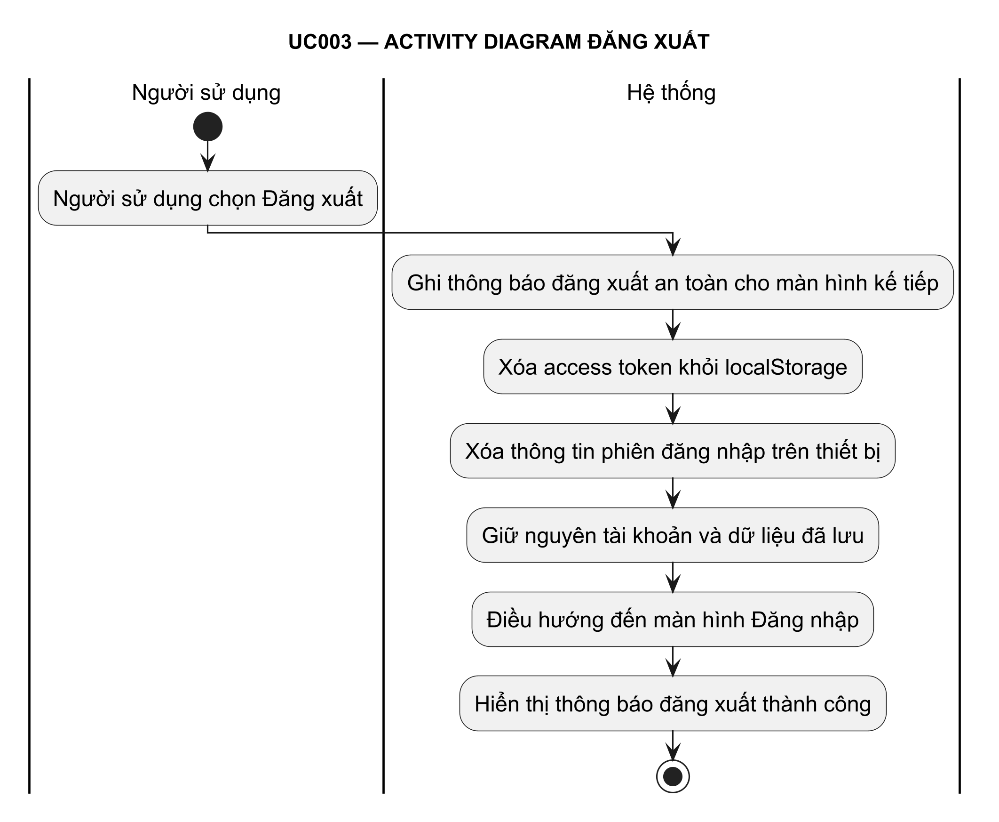 UC003 — ACTIVITY DIAGRAM ĐĂNG XUẤT
Người sử dụng
Hệ thống
Người sử dụng chọn Đăng xuất
Ghi thông báo đăng xuất an toàn cho màn hình kế tiếp
Xóa access token khỏi localStorage
Xóa thông tin phiên đăng nhập trên thiết bị
Giữ nguyên tài khoản và dữ liệu đã lưu
Điều hướng đến màn hình Đăng nhập
Hiển thị thông báo đăng xuất thành công